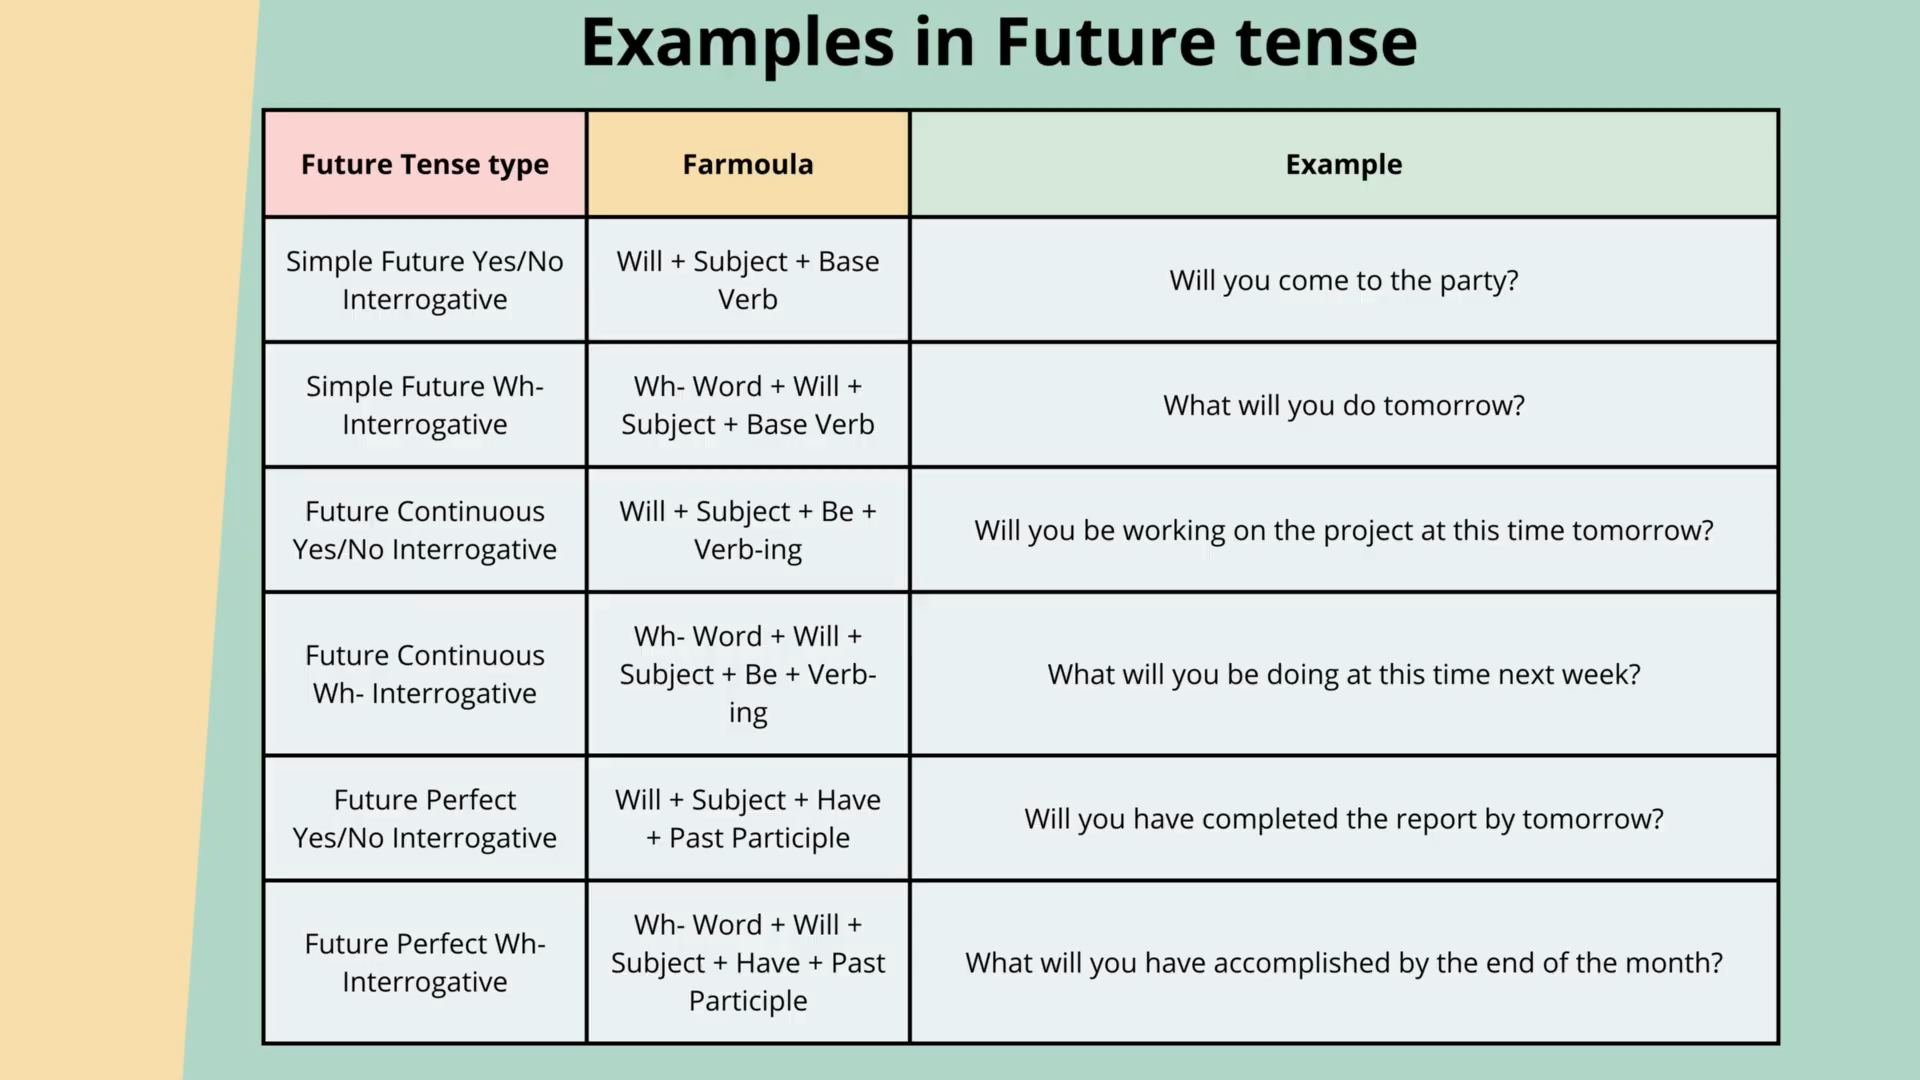 Examples in Future tense
Future Tense type
Farmoula
Example
Simple Future Yes/No
Interrogative
Will + Subject + Base
Verb
Will you come to the party?
Simple Future Wh-
Interrogative
Wh- Word + Will +
Subject + Base Verb
What will you do tomorrow?
Future Continuous
Yes/No Interrogative
Will + Subject + Be +
Verb-ing
Will you be working on the project at this time tomorrow?
Future Continuous
Wh- Interrogative
Wh- Word + Will +
Subject + Be + Verb-
ing
What will you be doing at this time next week?
Future Perfect
Yes/No Interrogative
Will + Subject + Have
+ Past Participle
Will you have completed the report by tomorrow?
Future Perfect Wh-
Interrogative
Wh- Word + Will +
Subject + Have + Past
Participle
What will you have accomplished by the end of the month?